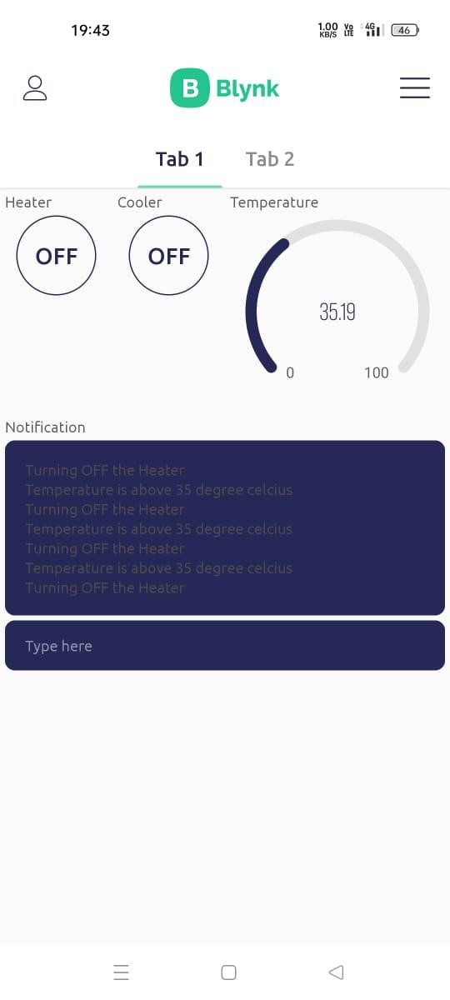 19:43
1.00 KB/S Vo LTE 4G 46
B Blynk
Tab 1 Tab 2
Heater Cooler Temperature
OFF OFF
35.19
0 100
Notification
Turning OFF the Heater
Temperature is above 35 degree celcius
Turning OFF the Heater
Temperature is above 35 degree celcius
Turning OFF the Heater
Temperature is above 35 degree celcius
Turning OFF the Heater
Type here